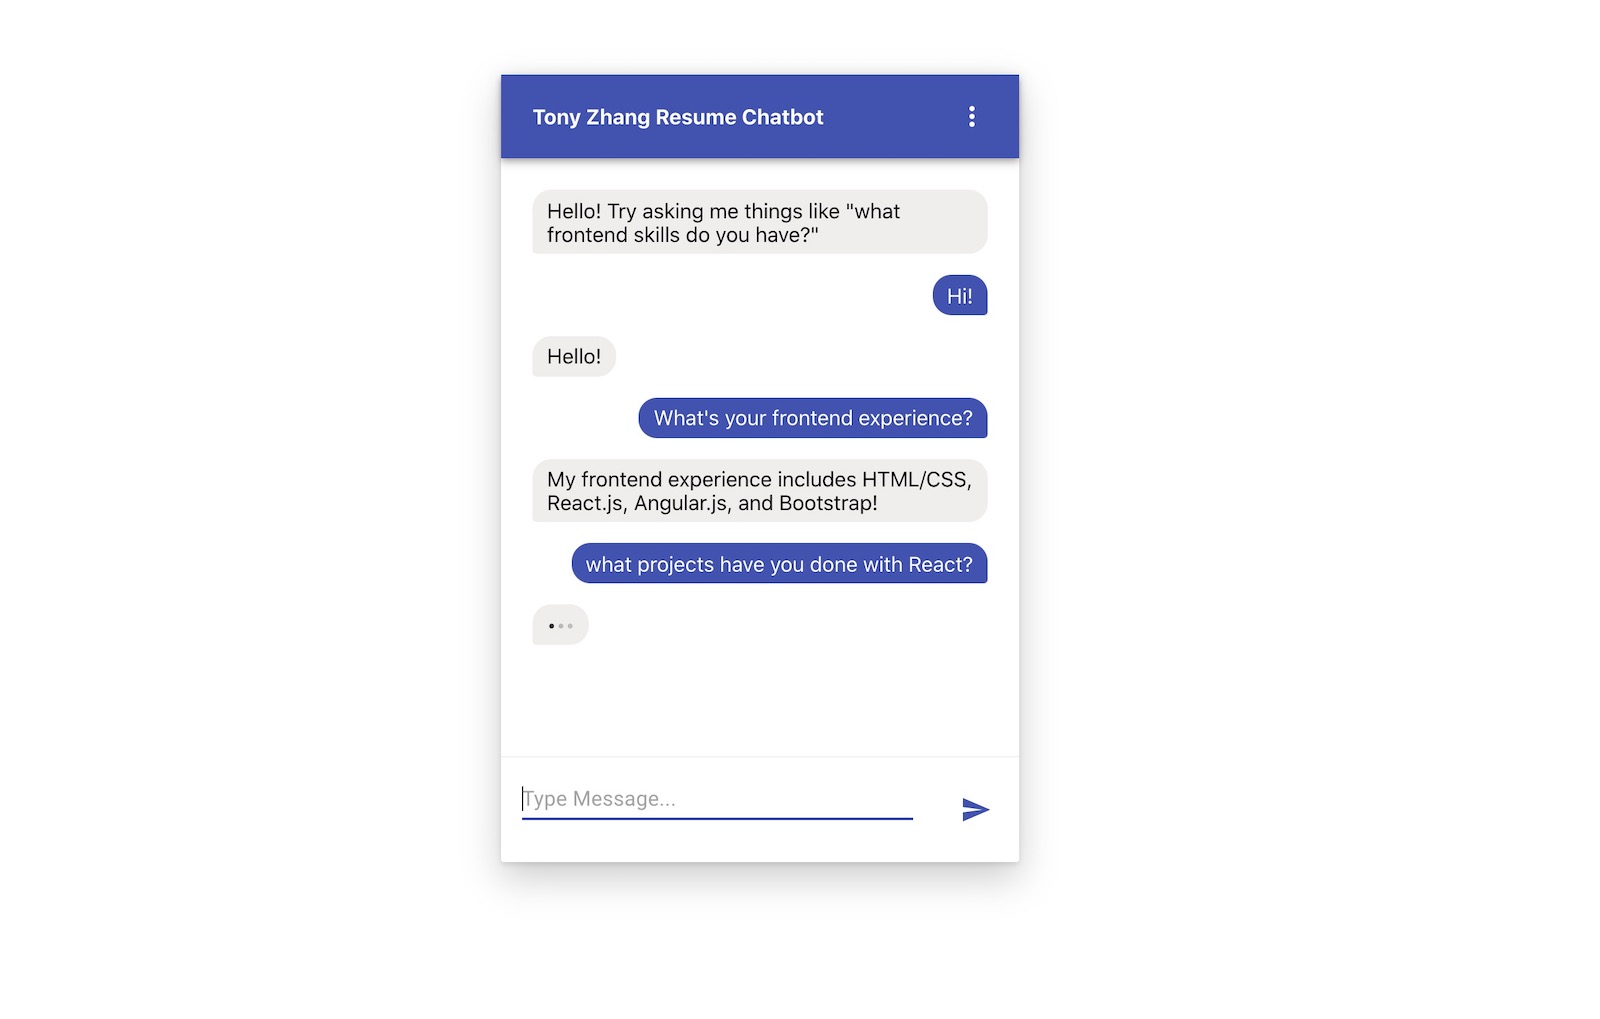 Tony Zhang Resume Chatbot
Hello! Try asking me things like "what
frontend skills do you have?"
Hi!
Hello!
What's your frontend experience?
My frontend experience includes HTML/CSS,
React.js, Angular.js, and Bootstrap!
what projects have you done with React?
Type Message...